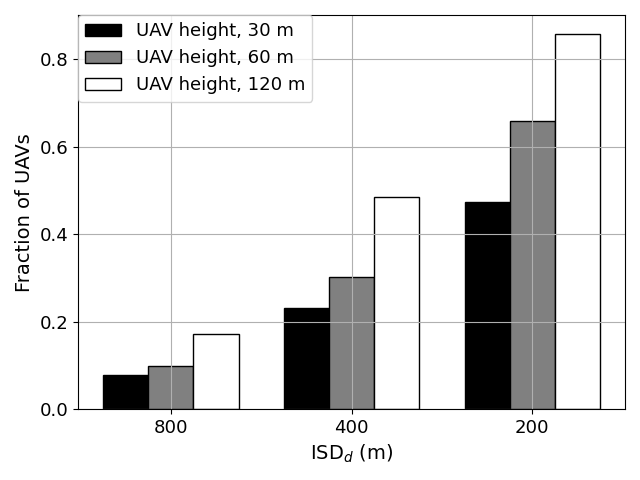 UAV height, 30 m
UAV height, 60 m
UAV height, 120 m
0.8
0.6
0.4
0.2
0.0
Fraction of UAVs
800 400 200
ISD_d (m)